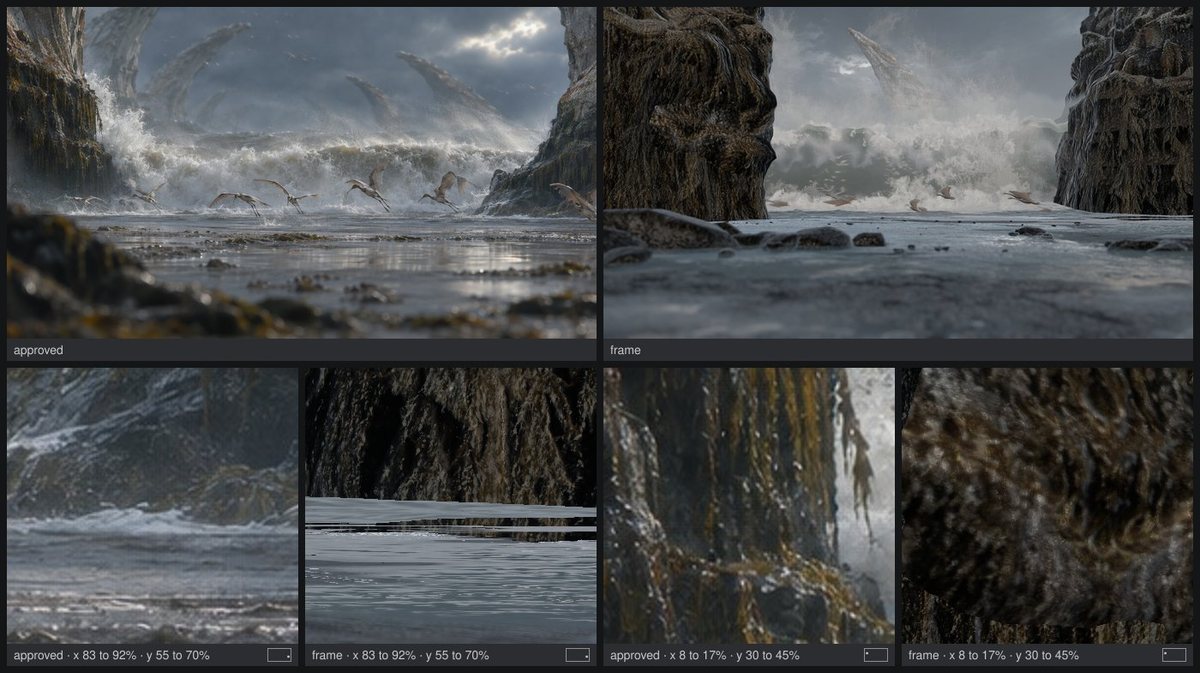 approved
frame
approved · x 83 to 92% · y 55 to 70%
frame · x 83 to 92% · y 55 to 70%
approved · x 8 to 17% · y 30 to 45%
frame · x 8 to 17% · y 30 to 45%